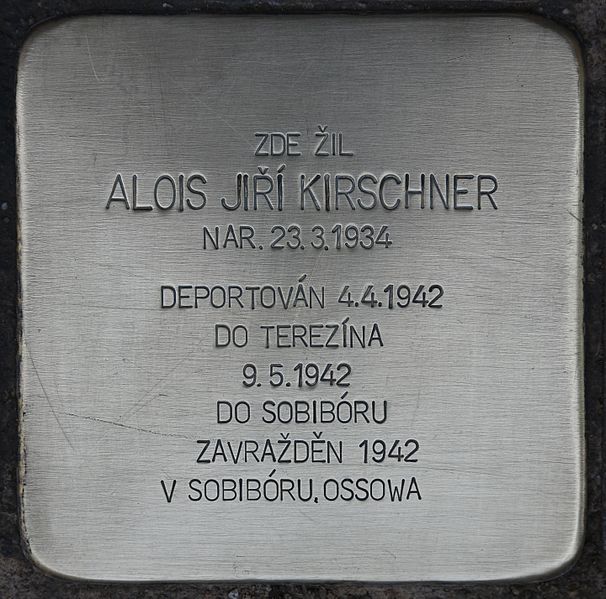 ZDE ŽIL
ALOIS JIŘÍ KIRSCHNER
NAR. 23.3.1934
DEPORTOVÁN 4.4.1942
DO TEREZÍNA
9.5.1942
DO SOBIBÓRU
ZAVRAŽDĚN 1942
V SOBIBÓRU, OSSOWA